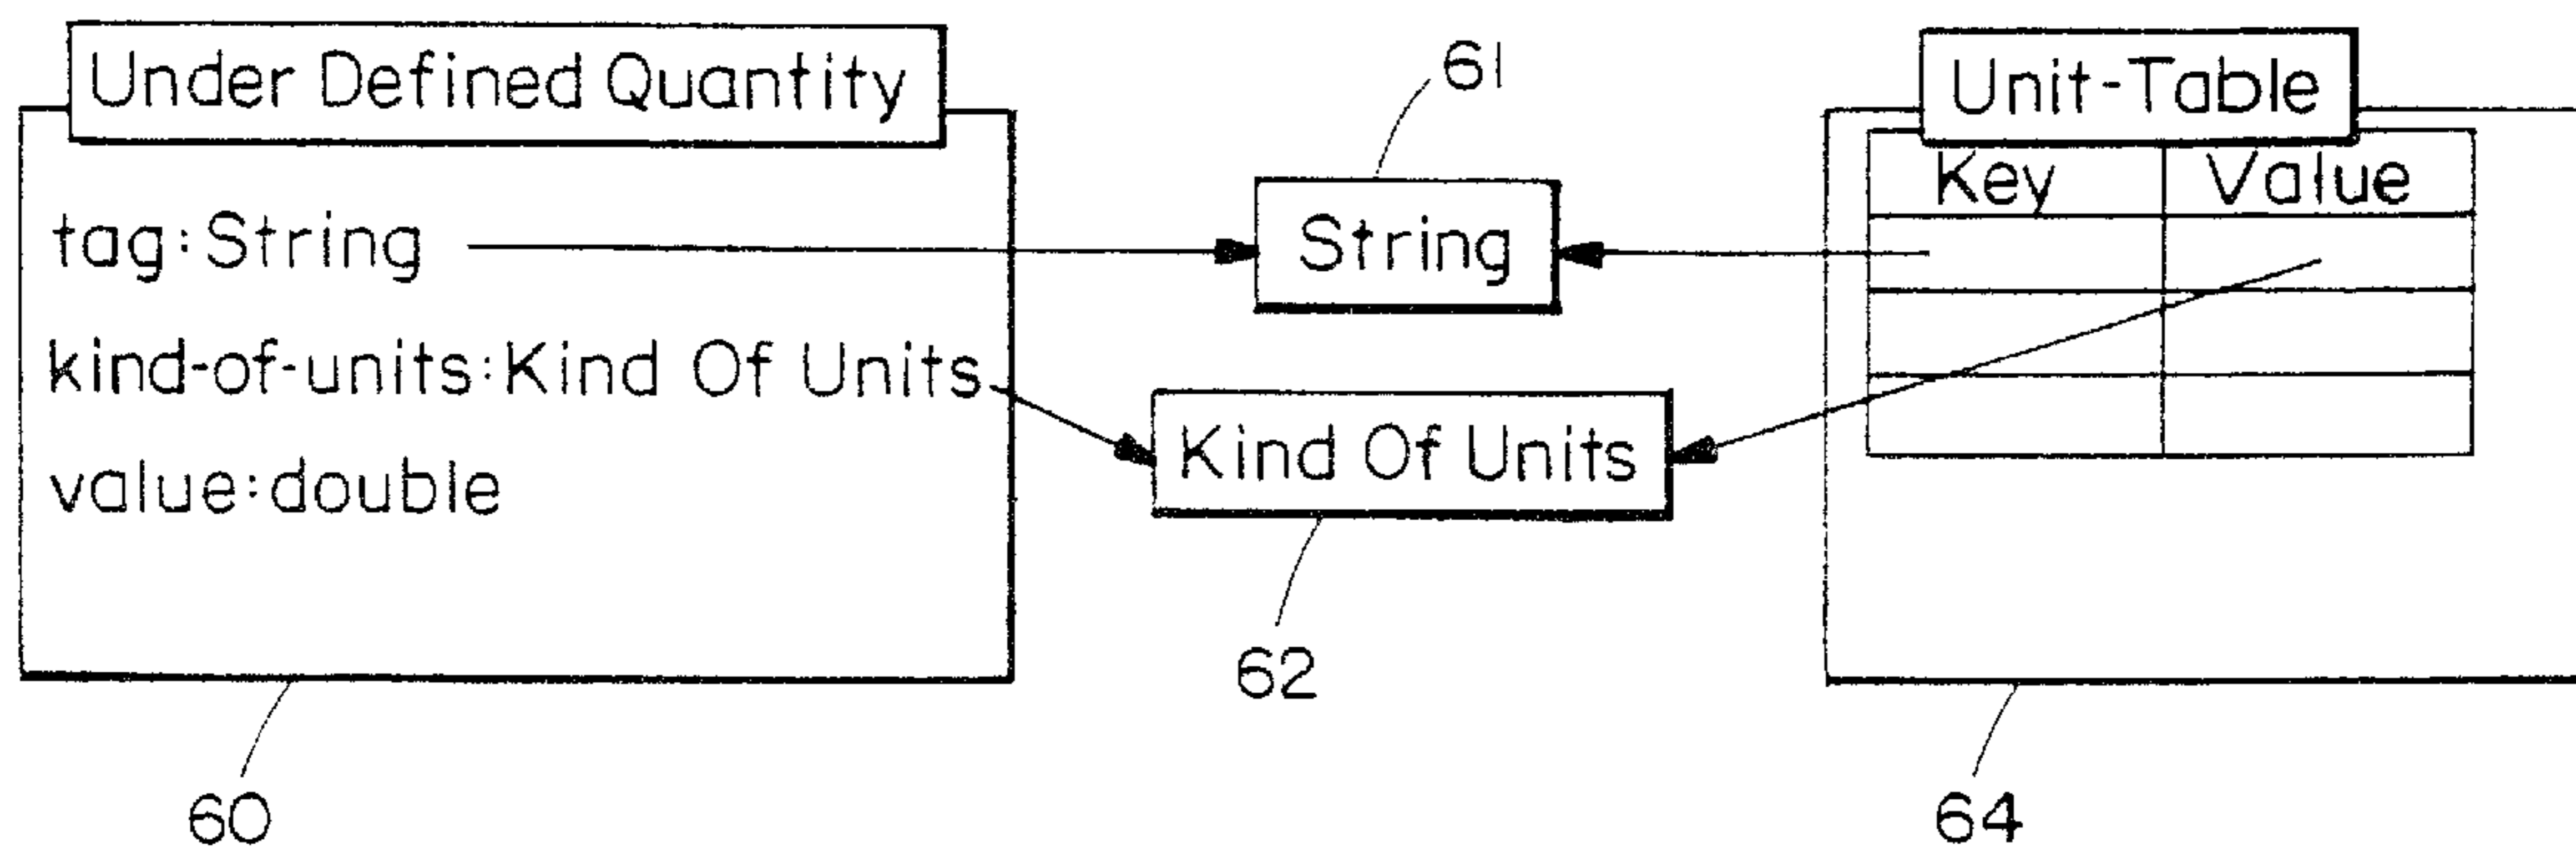 Under Defined Quantity
tag:String
kind-of-units:Kind Of Units
value:double
60
61
String
Kind Of Units
62
Unit-Table
Key Value
64